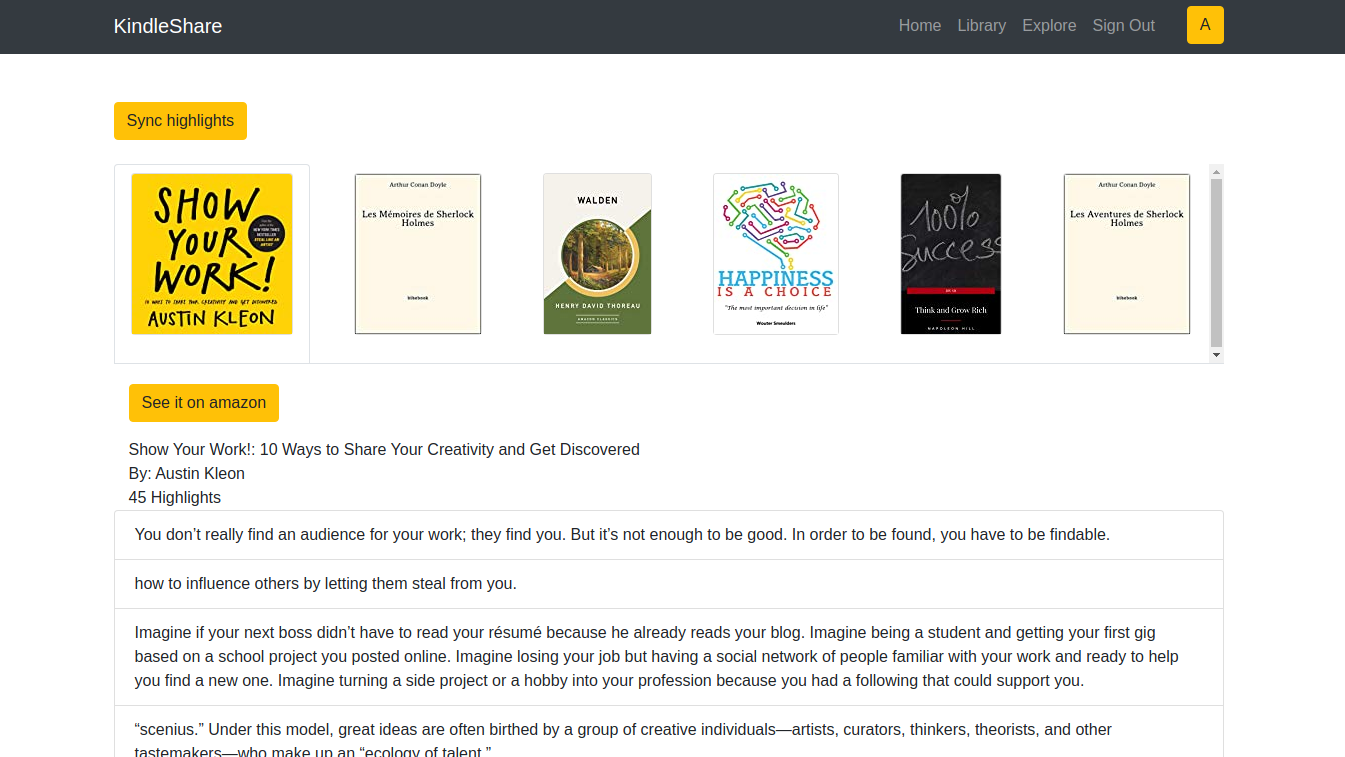 KindleShare
Home Library Explore Sign Out A
Sync highlights
SHOW
YOUR
WORK!
10 WAYS TO SHARE YOUR CREATIVITY AND GET DISCOVERED
AUSTIN KLEON
NEW YORK TIMES
BESTSELLER
STEAL LIKE AN
ARTIST
Arthur Conan Doyle
Les Mémoires de Sherlock
Holmes
bibebook
WALDEN
HENRY DAVID THOREAU
AMAZON CLASSICS
HAPPINESS
IS A CHOICE
"The most important decision in life"
Wouter Smeulders
100%
Success
Think and Grow Rich
NAPOLEON HILL
Arthur Conan Doyle
Les Aventures de Sherlock
Holmes
bibebook
See it on amazon
Show Your Work!: 10 Ways to Share Your Creativity and Get Discovered
By: Austin Kleon
45 Highlights
You don’t really find an audience for your work; they find you. But it’s not enough to be good. In order to be found, you have to be findable.
how to influence others by letting them steal from you.
Imagine if your next boss didn’t have to read your résumé because he already reads your blog. Imagine being a student and getting your first gig
based on a school project you posted online. Imagine losing your job but having a social network of people familiar with your work and ready to help
you find a new one. Imagine turning a side project or a hobby into your profession because you had a following that could support you.
“scenius.” Under this model, great ideas are often birthed by a group of creative individuals—artists, curators, thinkers, theorists, and other
tastemakers—who make up an “ecology of talent.”